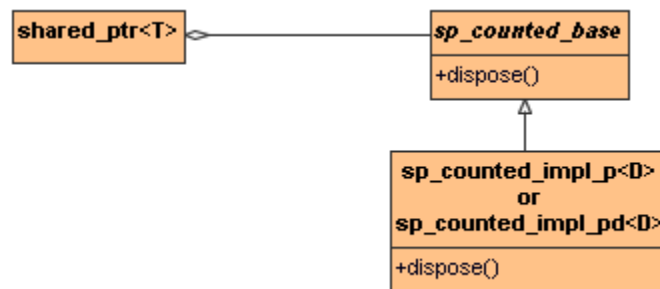 shared_ptr<T>
sp_counted_base
+dispose()
sp_counted_impl_p<D>
or
sp_counted_impl_pd<D>
+dispose()